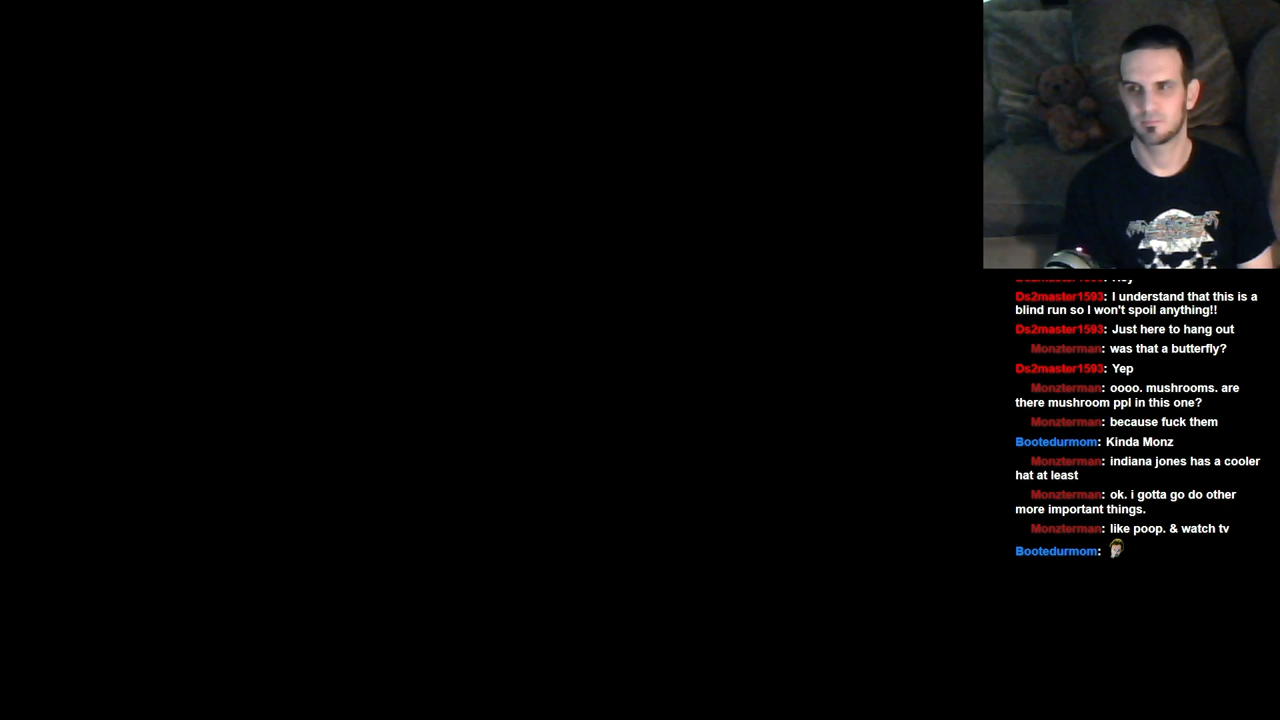 Ds2master1593: I understand that this is a
blind run so I won't spoil anything!!
Ds2master1593: Just here to hang out
Monzterman: was that a butterfly?
Ds2master1593: Yep
Monzterman: oooo. mushrooms. are
there mushroom ppl in this one?
Monzterman: because fuck them
Bootedurmom: Kinda Monz
Monzterman: indiana jones has a cooler
hat at least
Monzterman: ok. i gotta go do other
more important things.
Monzterman: like poop. & watch tv
Bootedurmom: